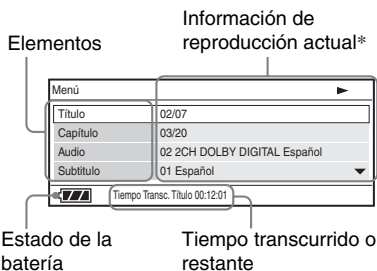 Información de
reproducción actual*
Elementos
Menú
Título 02/07
Capítulo 03/20
Audio 02 2CH DOLBY DIGITAL Español
Subtitulo 01 Español
Tiempo Transc. Título 00:12:01
Estado de la
batería
Tiempo transcurrido o
restante